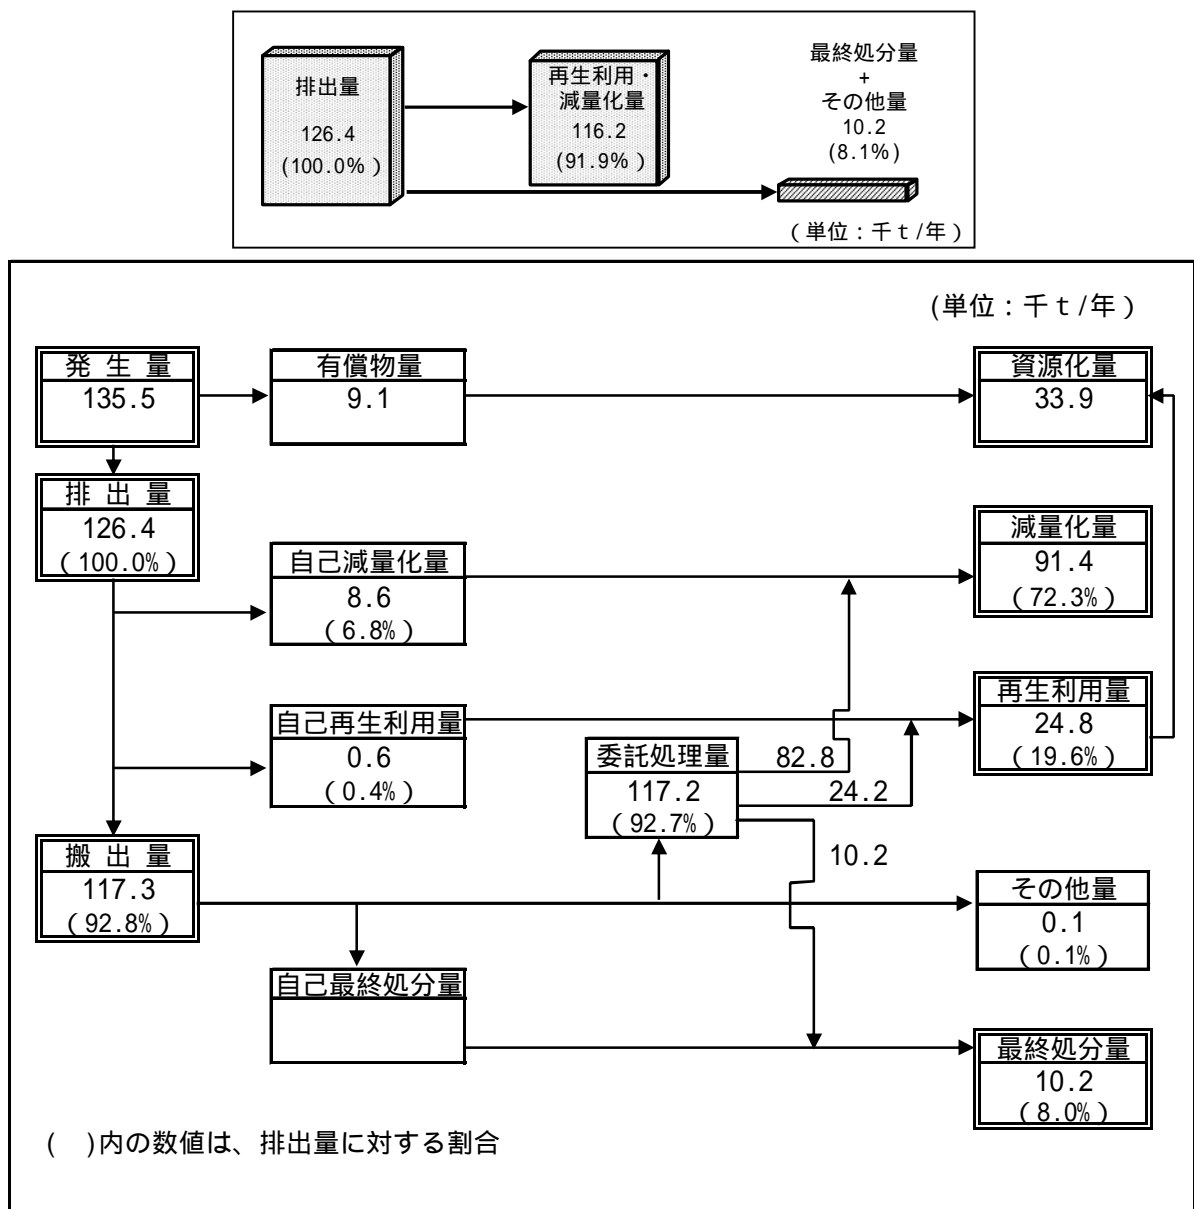 排出量
126.4
(100.0%)
再生利用・
減量化量
116.2
(91.9%)
最終処分量
+
その他量
10.2
(8.1%)
(単位：千ｔ/年)
(単位：千ｔ/年)
発 生 量
135.5
有償物量
9.1
資源化量
33.9
排 出 量
126.4
(100.0%)
自己減量化量
8.6
(6.8%)
減量化量
91.4
(72.3%)
自己再生利用量
0.6
(0.4%)
再生利用量
24.8
(19.6%)
委託処理量
117.2
(92.7%)
82.8
24.2
10.2
搬 出 量
117.3
(92.8%)
その他量
0.1
(0.1%)
自己最終処分量
最終処分量
10.2
(8.0%)
(　)内の数値は、排出量に対する割合